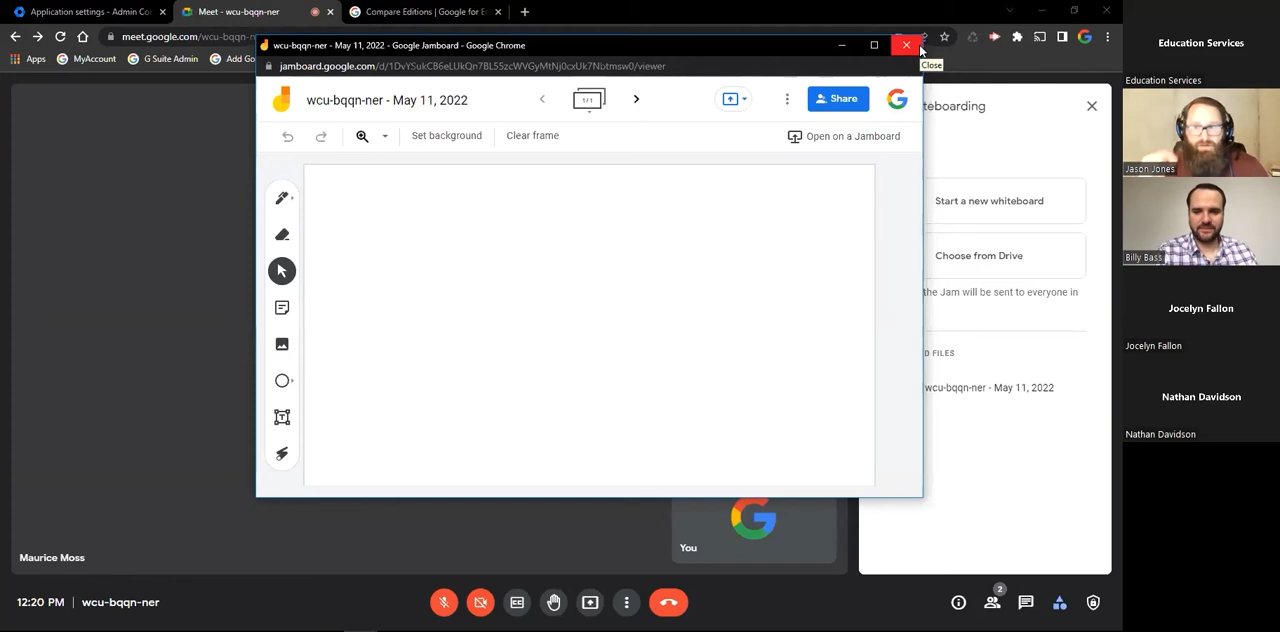 Application settings - Admin Co
Meet - wcu-bqqn-ner
Compare Editions | Google for E
meet.google.com/wcu-bqqn-
Apps
MyAccount
G Suite Admin
Add Go
wcu-bqqn-ner - May 11, 2022 - Google Jamboard - Google Chrome
Close
wcu-bqqn-ner - May 11, 2022
1/1
Share
Undo
Set background
Clear frame
Open on a Jamboard
teboarding
Start a new whiteboard
Choose from Drive
the Jam will be sent to everyone in
D FILES
wcu-bqqn-ner - May 11, 2022
Maurice Moss
You
12:20 PM | wcu-bqqn-ner
2
Education Services
Education Services
Jason Jones
Billy Bass
Jocelyn Fallon
Jocelyn Fallon
Nathan Davidson
Nathan Davidson